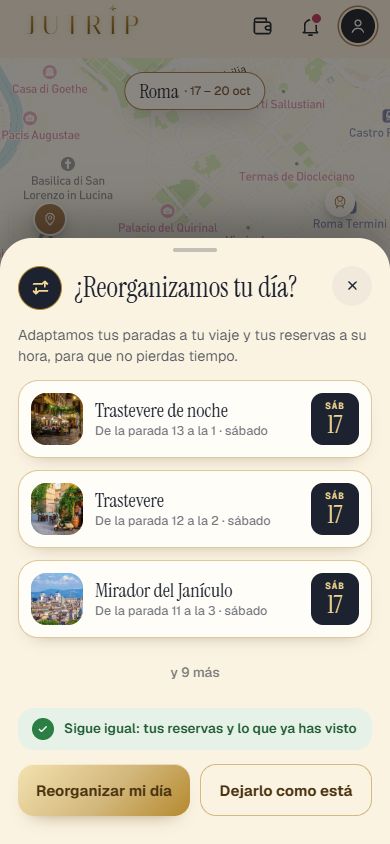 JUTRIP
Roma · 17 – 20 oct
Casa di Goethe
rti Sallustiani
Pacis Augustae
Castro P
Basilica di San
Lorenzo in Lucina
Termas de Diocleciano
Palacio del Quirinal
Roma Termini
¿Reorganizamos tu día?
Adaptamos tus paradas a tu viaje y tus reservas a su
hora, para que no pierdas tiempo.
Trastevere de noche
De la parada 13 a la 1 · sábado
SÁB
17
Trastevere
De la parada 12 a la 2 · sábado
SÁB
17
Mirador del Janículo
De la parada 11 a la 3 · sábado
SÁB
17
y 9 más
Sigue igual: tus reservas y lo que ya has visto
Reorganizar mi día
Dejarlo como está